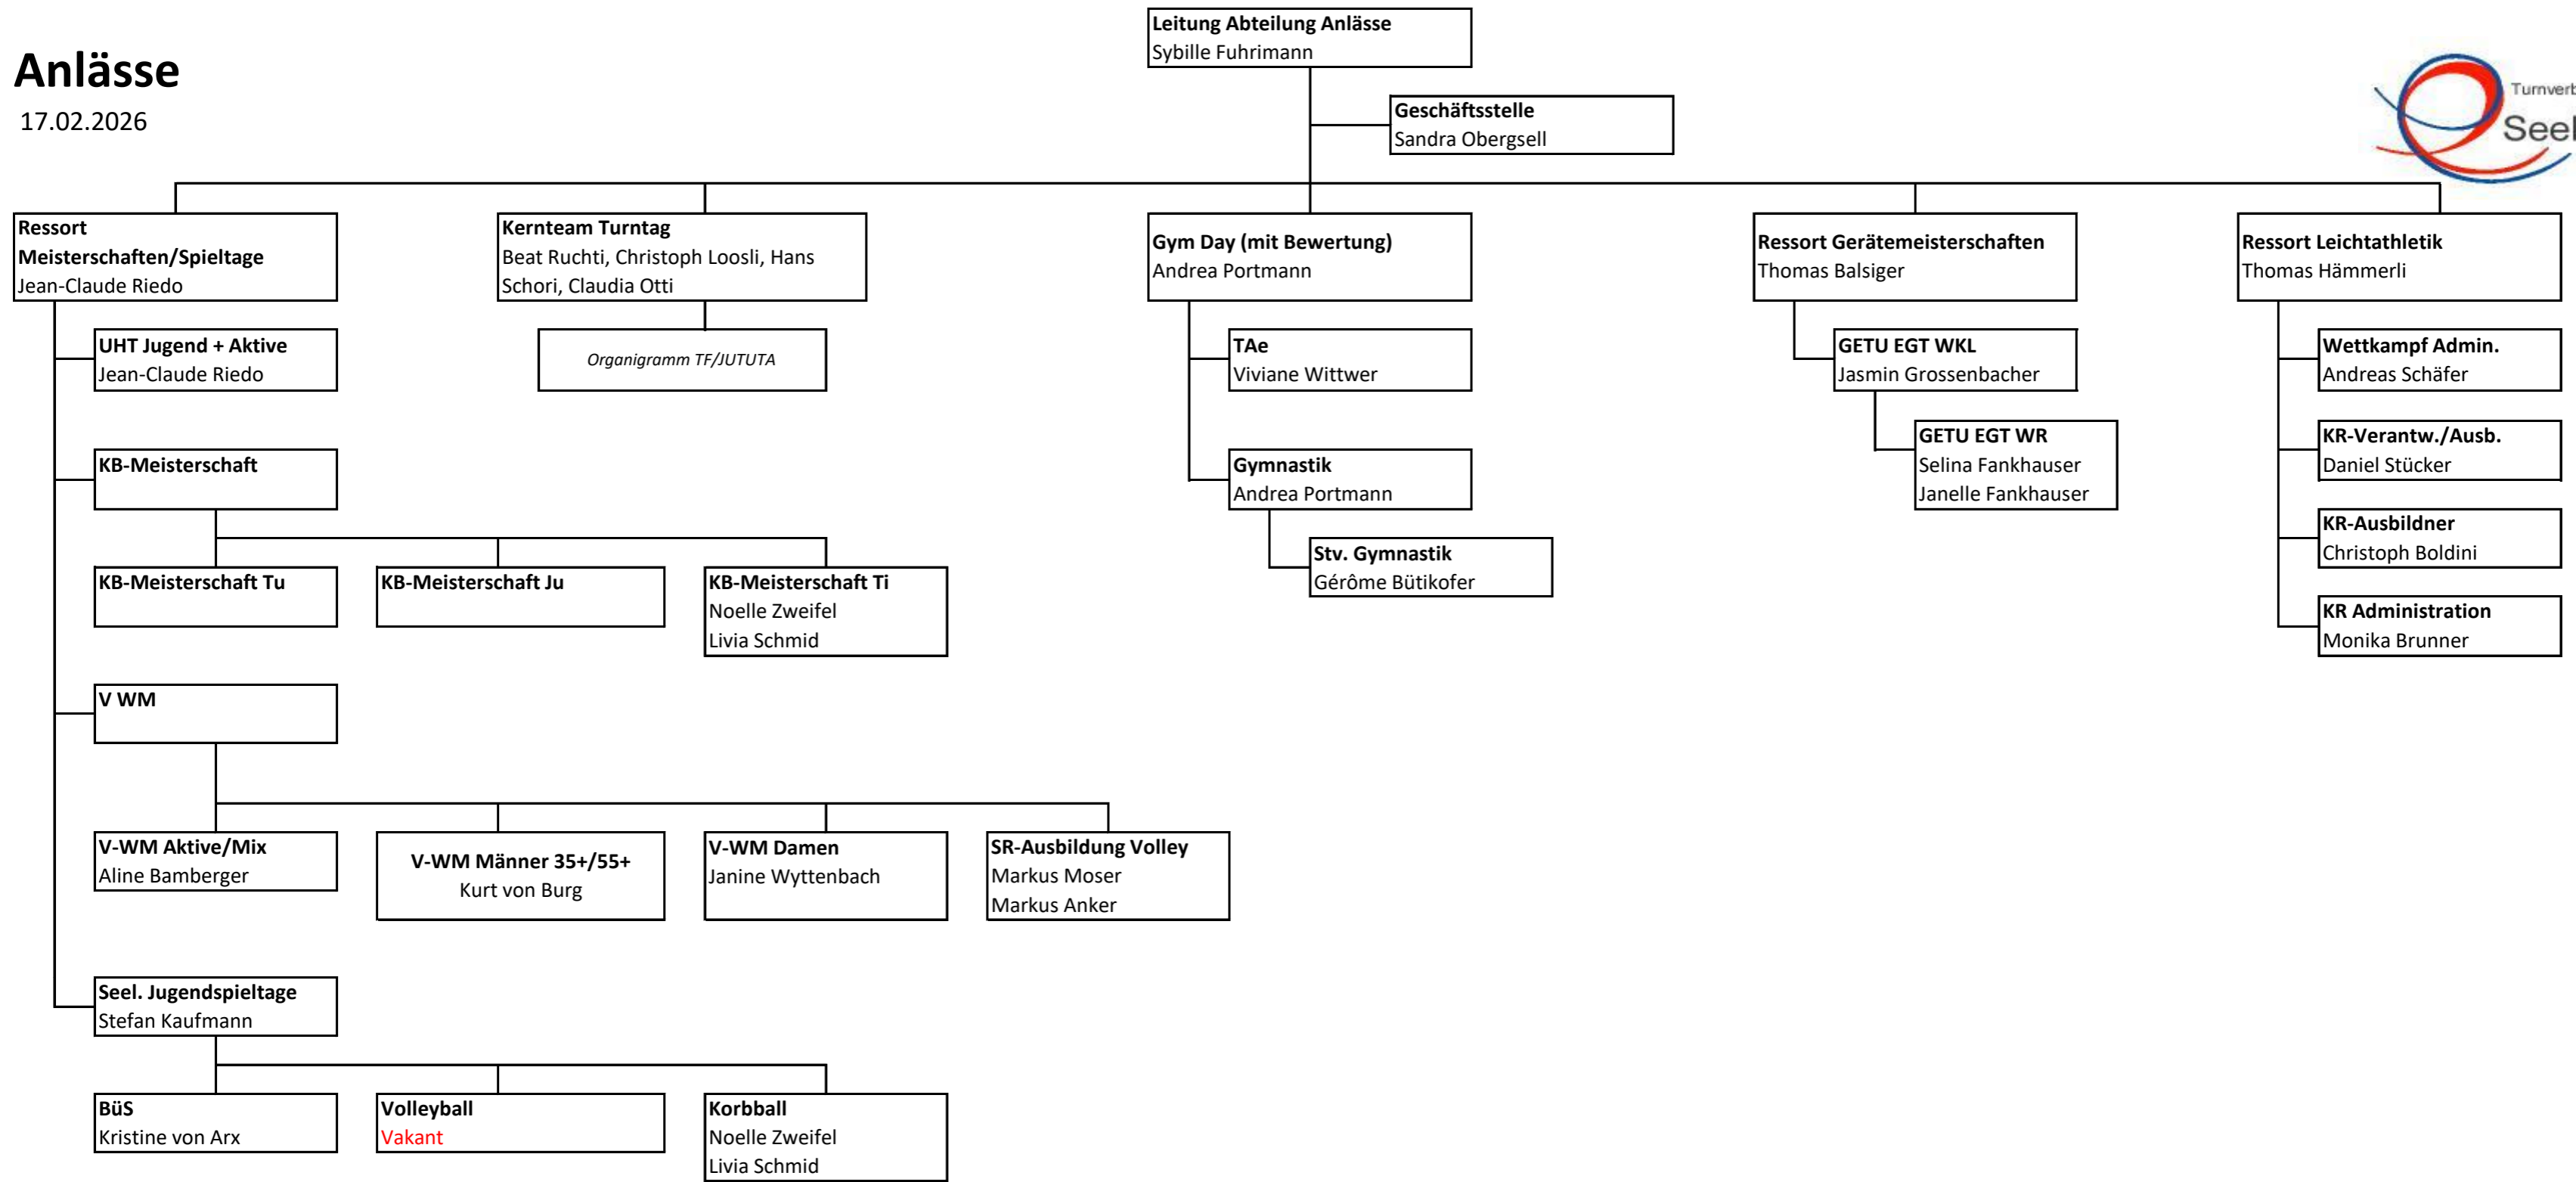 Anlässe
17.02.2026
Leitung Abteilung Anlässe
Sybille Fuhrimann
Geschäftsstelle
Sandra Obergsell
Turnverb
Seel
Ressort
Meisterschaften/Spieltage
Jean-Claude Riedo
Kernteam Turntag
Beat Ruchti, Christoph Loosli, Hans
Schori, Claudia Otti
Gym Day (mit Bewertung)
Andrea Portmann
Ressort Gerätemeisterschaften
Thomas Balsiger
Ressort Leichtathletik
Thomas Hämmerli
UHT Jugend + Aktive
Jean-Claude Riedo
Organigramm TF/JUTUTA
TAe
Viviane Wittwer
GETU EGT WKL
Jasmin Grossenbacher
Wettkampf Admin.
Andreas Schäfer
KB-Meisterschaft
Gymnastik
Andrea Portmann
GETU EGT WR
Selina Fankhauser
Janelle Fankhauser
KR-Verantw./Ausb.
Daniel Stücker
KB-Meisterschaft Tu
KB-Meisterschaft Ju
KB-Meisterschaft Ti
Noelle Zweifel
Livia Schmid
Stv. Gymnastik
Gérôme Bütikofer
KR-Ausbildner
Christoph Boldini
KR Administration
Monika Brunner
V WM
V-WM Aktive/Mix
Aline Bamberger
V-WM Männer 35+/55+
Kurt von Burg
V-WM Damen
Janine Wyttenbach
SR-Ausbildung Volley
Markus Moser
Markus Anker
Seel. Jugendspieltage
Stefan Kaufmann
BüS
Kristine von Arx
Volleyball
Vakant
Korbball
Noelle Zweifel
Livia Schmid